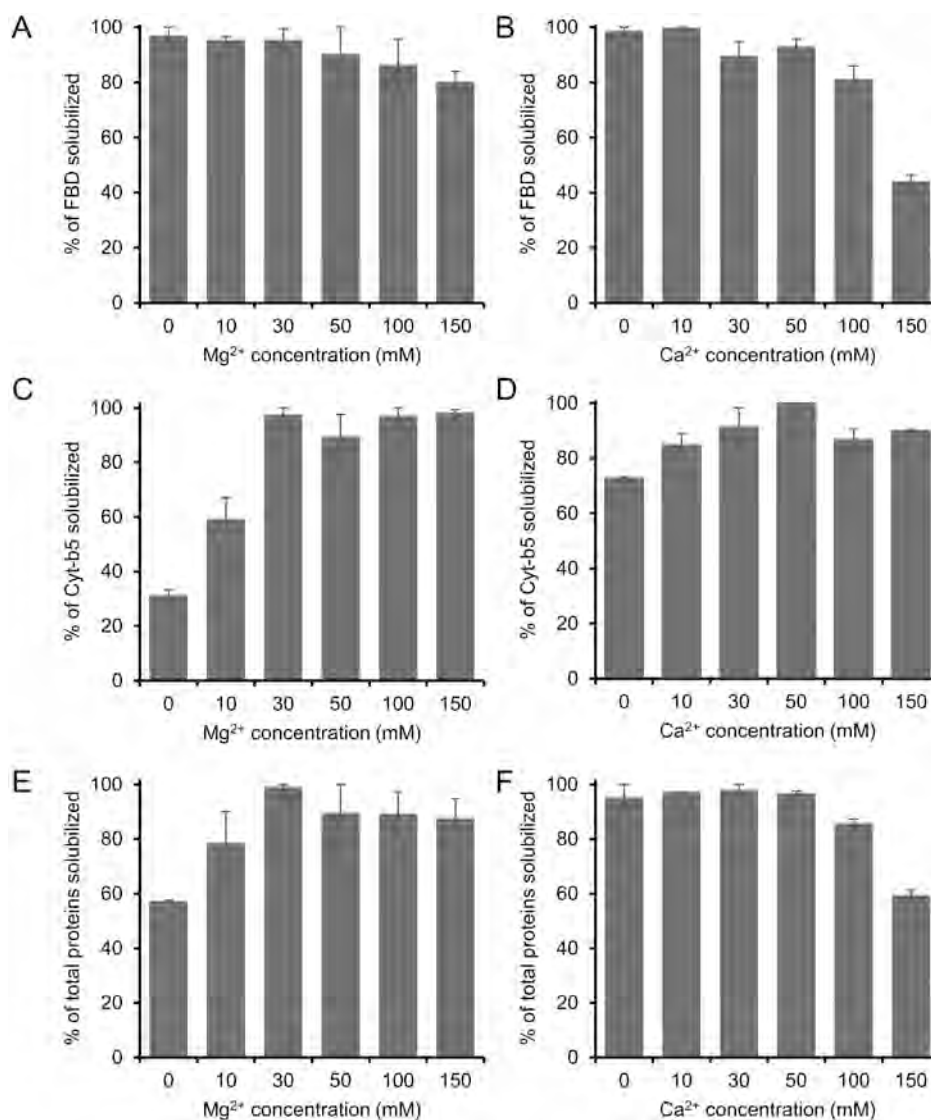 A
% of FBD solubilized
100
80
60
40
20
0
0 10 30 50 100 150
Mg²⁺ concentration (mM)
B
% of FBD solubilized
100
80
60
40
20
0
0 10 30 50 100 150
Ca²⁺ concentration (mM)
C
% of Cyt-b5 solubilized
100
80
60
40
20
0
0 10 30 50 100 150
Mg²⁺ concentration (mM)
D
% of Cyt-b5 solubilized
100
80
60
40
20
0
0 10 30 50 100 150
Ca²⁺ concentration (mM)
E
% of total proteins solubilized
100
80
60
40
20
0
0 10 30 50 100 150
Mg²⁺ concentration (mM)
F
% of total proteins solubilized
100
80
60
40
20
0
0 10 30 50 100 150
Ca²⁺ concentration (mM)